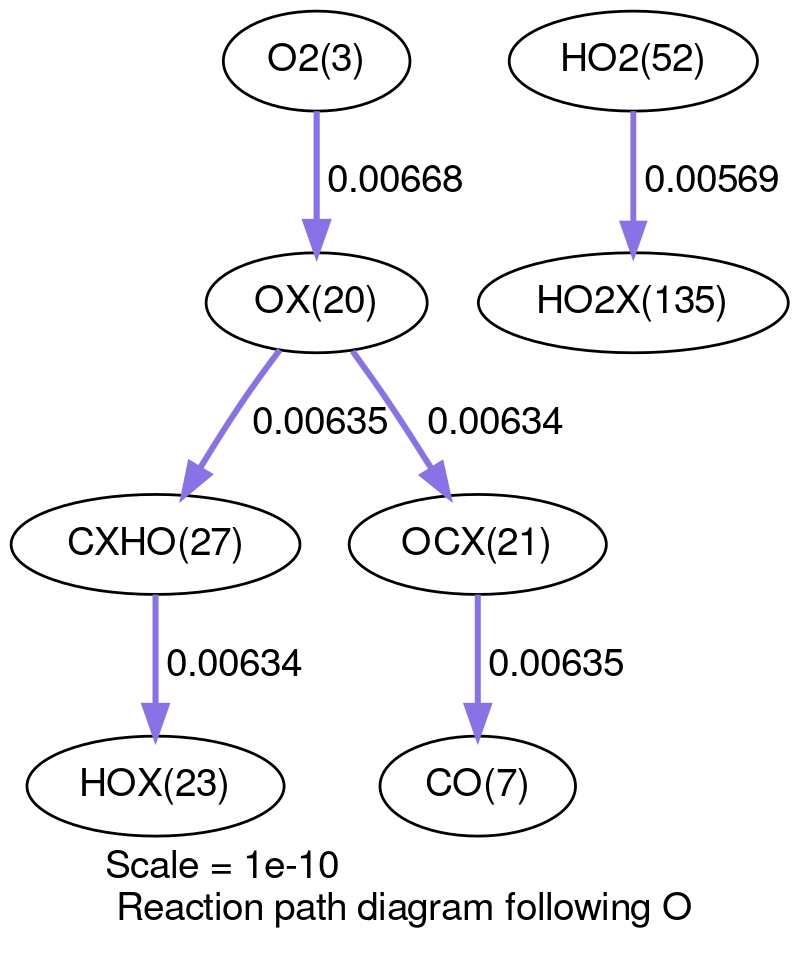 O2(3)
HO2(52)
0.00668
0.00569
OX(20)
HO2X(135)
0.00635
0.00634
CXHO(27)
OCX(21)
0.00634
0.00635
HOX(23)
CO(7)
Scale = 1e-10
Reaction path diagram following O